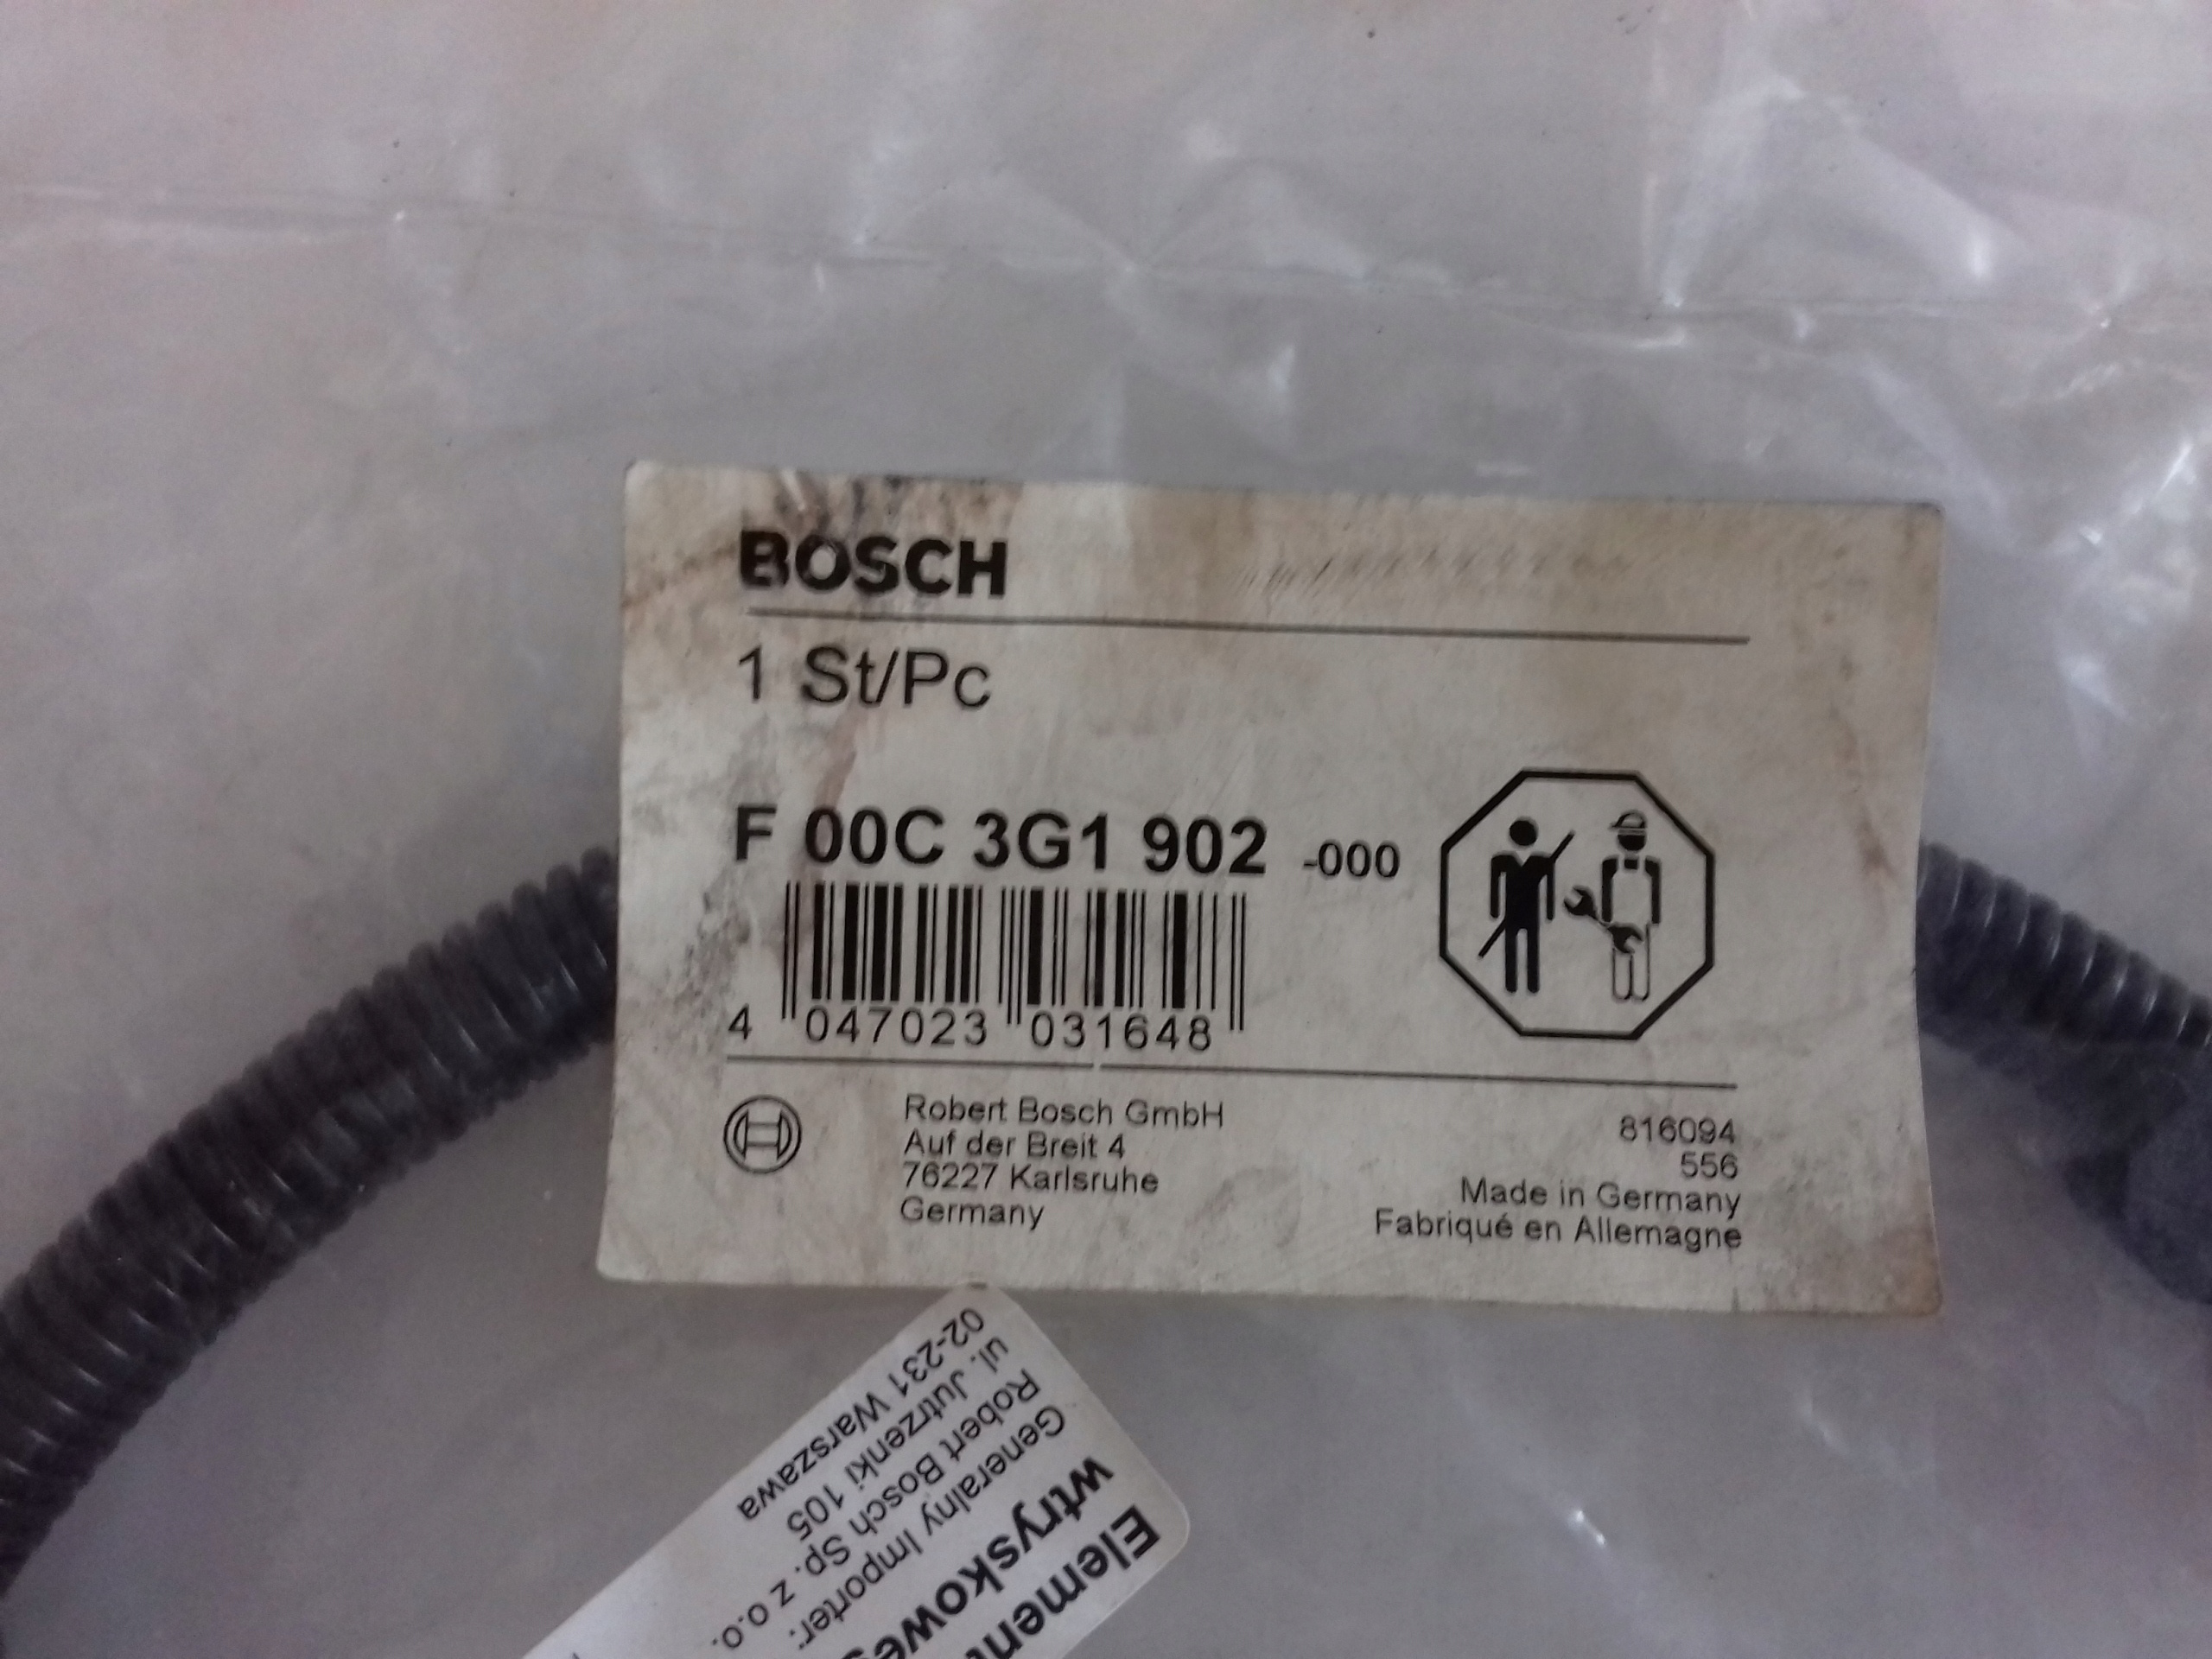 BOSCH
1 St/Pc
F 00C 3G1 902 -000
4 047023 031648
Robert Bosch GmbH
Auf der Breit 4
76227 Karlsruhe
Germany
816094
556
Made in Germany
Fabriqué en Allemagne
wtryskowe
Generalny Importer:
Robert Bosch Sp. z o.o.
ul. Jutrzenki 105
02-231 Warszawa